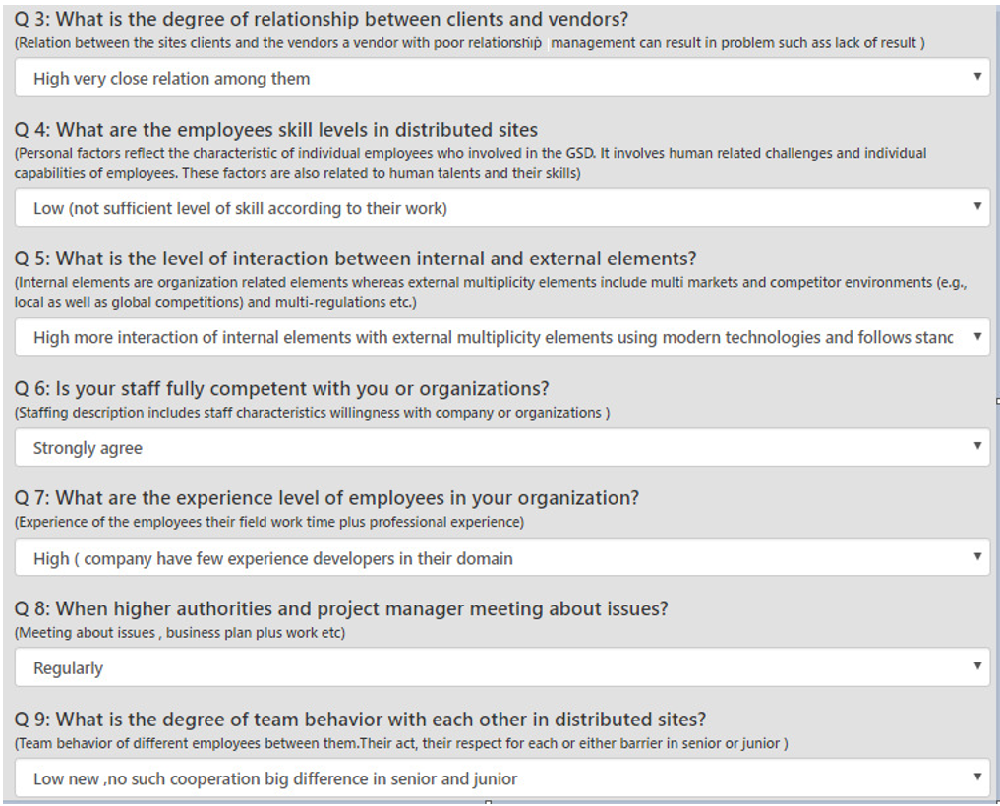 Q 3: What is the degree of relationship between clients and vendors?
(Relation between the sites clients and the vendors a vendor with poor relationship management can result in problem such ass lack of result )
High very close relation among them
Q 4: What are the employees skill levels in distributed sites
(Personal factors reflect the characteristic of individual employees who involved in the GSD. It involves human related challenges and individual
capabilities of employees. These factors are also related to human talents and their skills)
Low (not sufficient level of skill according to their work)
Q 5: What is the level of interaction between internal and external elements?
(Internal elements are organization related elements whereas external multiplicity elements include multi markets and competitor environments (e.g.,
local as well as global competitions) and multi-regulations etc.)
High more interaction of internal elements with external multiplicity elements using modern technologies and follows stanc
Q 6: Is your staff fully competent with you or organizations?
(Staffing description includes staff characteristics willingness with company or organizations )
Strongly agree
Q 7: What are the experience level of employees in your organization?
(Experience of the employees their field work time plus professional experience)
High ( company have few experience developers in their domain
Q 8: When higher authorities and project manager meeting about issues?
(Meeting about issues , business plan plus work etc)
Regularly
Q 9: What is the degree of team behavior with each other in distributed sites?
(Team behavior of different employees between them.Their act, their respect for each or either barrier in senior or junior )
Low new ,no such cooperation big difference in senior and junior